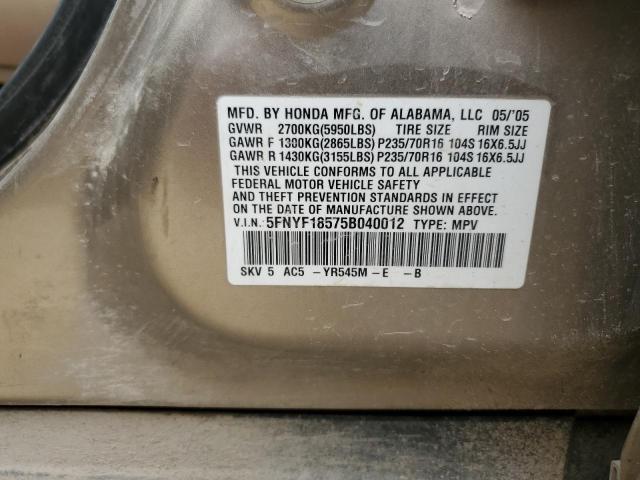 MFD. BY HONDA MFG. OF ALABAMA, LLC 05/'05
GVWR 2700KG(5950LBS) TIRE SIZE RIM SIZE
GAWR F 1300KG(2865LBS) P235/70R16 104S 16X6.5JJ
GAWR R 1430KG(3155LBS) P235/70R16 104S 16X6.5JJ
THIS VEHICLE CONFORMS TO ALL APPLICABLE
FEDERAL MOTOR VEHICLE SAFETY
AND THEFT PREVENTION STANDARDS IN EFFECT
ON THE DATE OF MANUFACTURE SHOWN ABOVE.
V.I.N.: 5FNYF18575B040012 TYPE: MPV
SKV 5 AC5 -YR545M-E -B